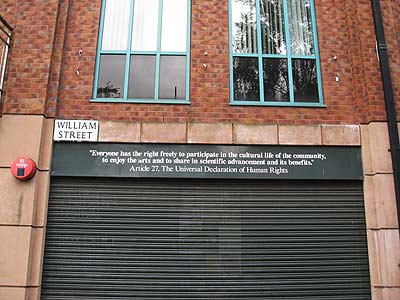 WILLIAM
STREET
"Everyone has the right freely to participate in the cultural life of the community,
to enjoy the arts and to share in scientific advancement and its benefits."
Article 27, The Universal Declaration of Human Rights